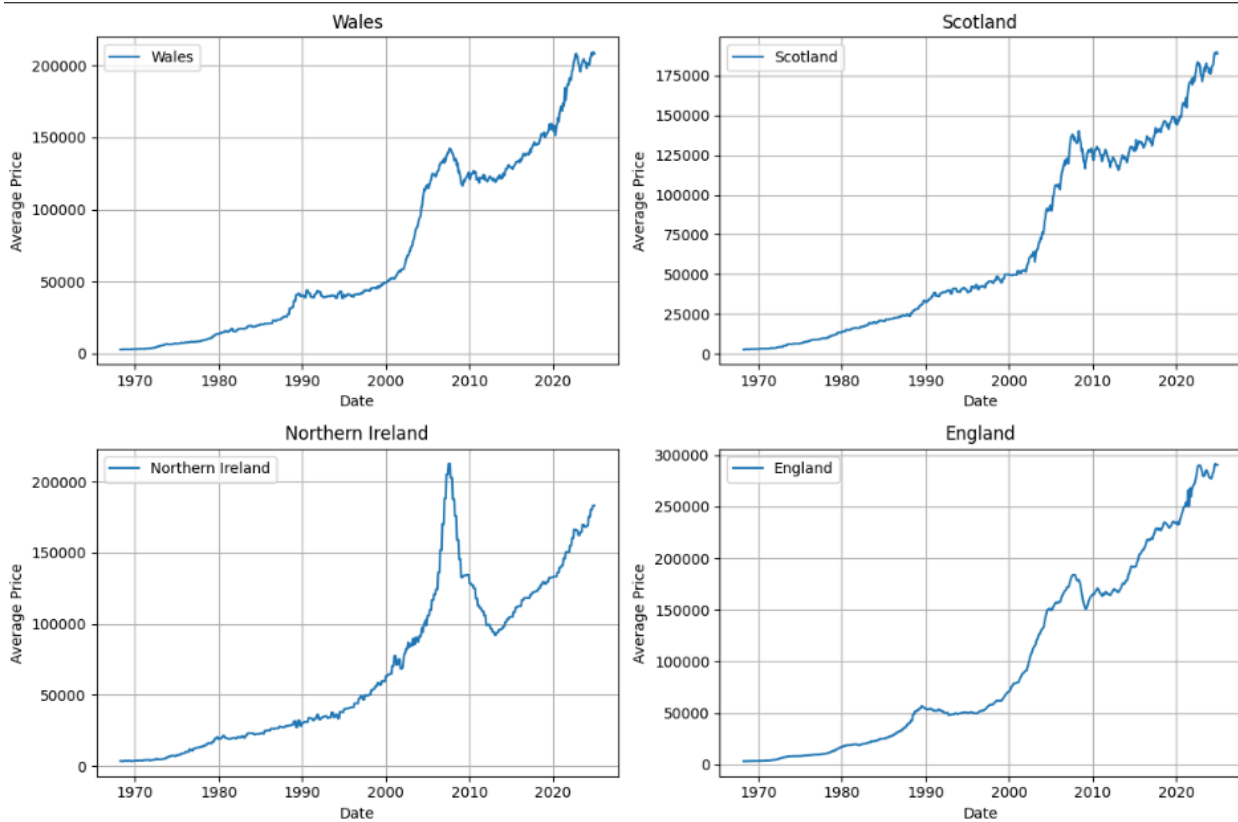 Wales
Wales
200000
150000
100000
50000
0
Average Price
1970 1980 1990 2000 2010 2020
Date
Scotland
Scotland
175000
150000
125000
100000
75000
50000
25000
0
Average Price
1970 1980 1990 2000 2010 2020
Date
Northern Ireland
Northern Ireland
200000
150000
100000
50000
0
Average Price
1970 1980 1990 2000 2010 2020
Date
England
England
300000
250000
200000
150000
100000
50000
0
Average Price
1970 1980 1990 2000 2010 2020
Date